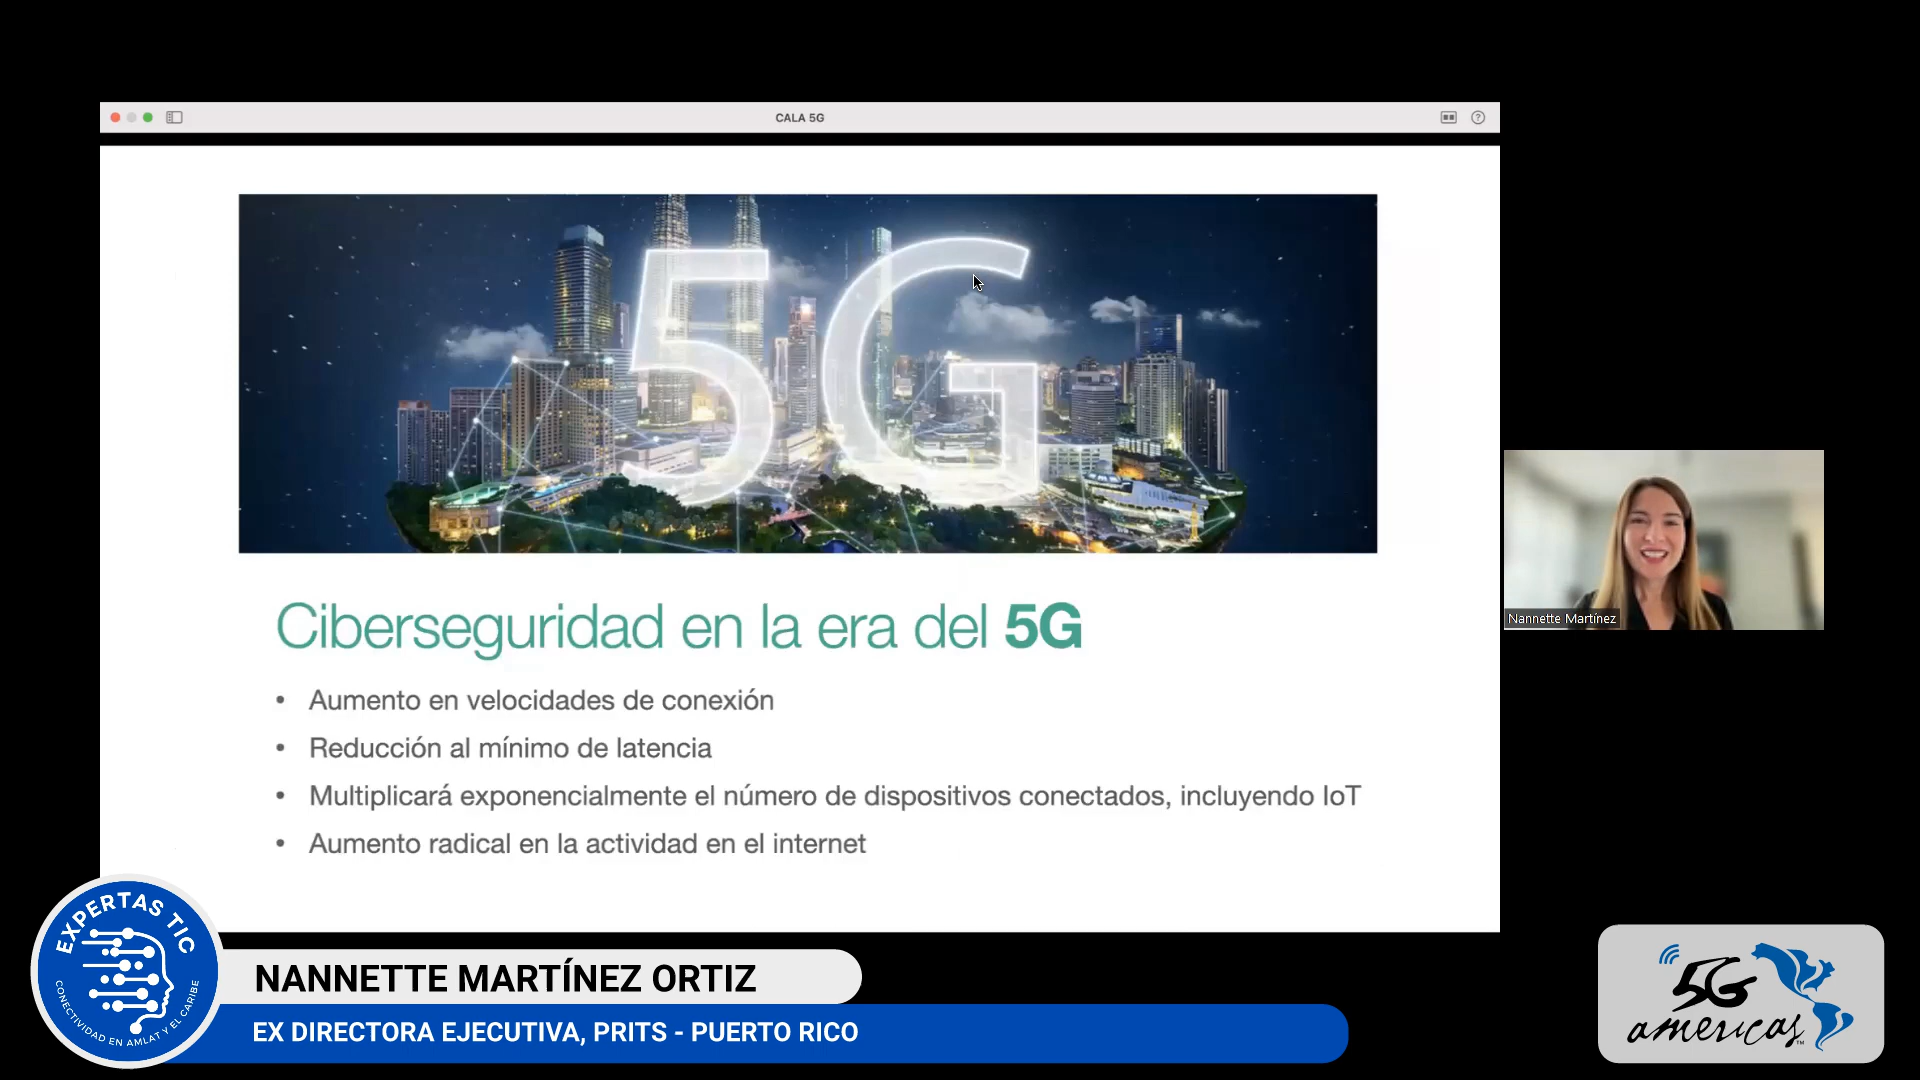 CALA 5G
5G
Ciberseguridad en la era del 5G
• Aumento en velocidades de conexión
• Reducción al mínimo de latencia
• Multiplicará exponencialmente el número de dispositivos conectados, incluyendo IoT
• Aumento radical en la actividad en el internet
Nannette Martínez
EXPERTAS TIC
CONECTIVIDAD EN AMLAT Y EL CARIBE
NANNETTE MARTÍNEZ ORTIZ
EX DIRECTORA EJECUTIVA, PRITS - PUERTO RICO
5G
americas™